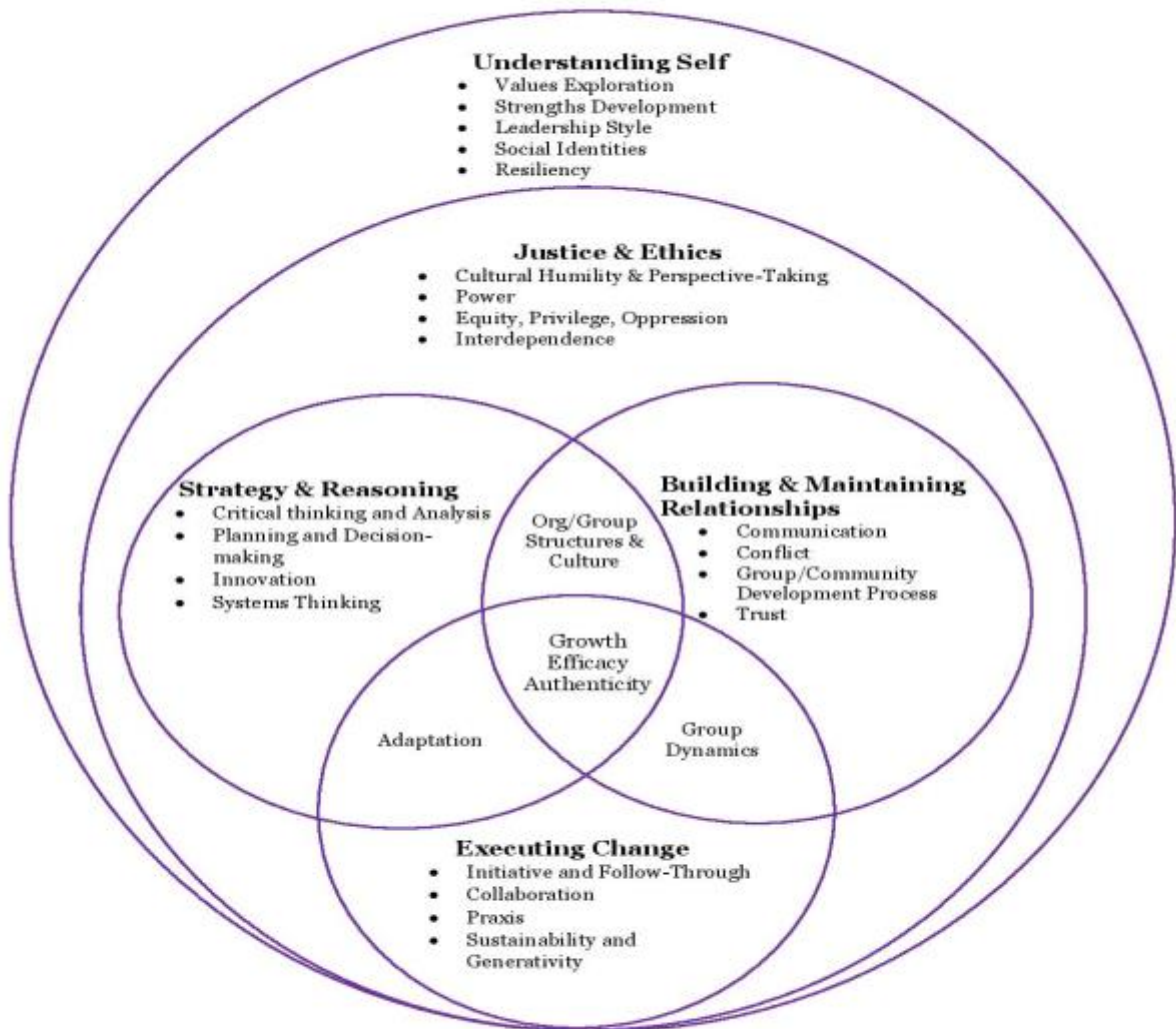 Understanding Self
• Values Exploration
• Strengths Development
• Leadership Style
• Social Identities
• Resiliency
Justice & Ethics
• Cultural Humility & Perspective-Taking
• Power
• Equity, Privilege, Oppression
• Interdependence
Strategy & Reasoning
• Critical thinking and Analysis
• Planning and Decision-
making
• Innovation
• Systems Thinking
Org/Group
Structures &
Culture
Building & Maintaining
Relationships
• Communication
• Conflict
• Group/Community
Development Process
• Trust
Growth
Efficacy
Authenticity
Adaptation
Group
Dynamics
Executing Change
• Initiative and Follow-Through
• Collaboration
• Praxis
• Sustainability and
Generativity